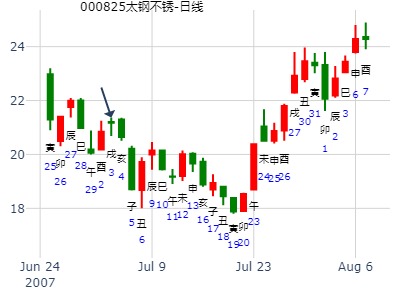 000825太钢不锈-日线
24
22
20
18
寅
25
卯
26
辰
27
巳
28
午
29
酉
2
戌
3
亥
4
子
5
丑
6
辰
9
巳
10
午
11
未
12
申
13
亥
16
子
17
丑
18
寅
19
卯
20
午
23
未
24
申
25
酉
26
戌
27
丑
30
寅
31
卯
1
辰
2
巳
3
申
6
酉
7
Jun 24
2007
Jul 9
Jul 23
Aug 6